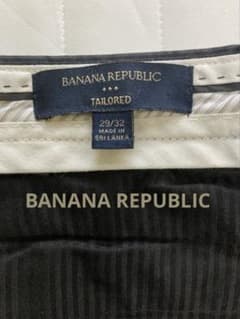 BANANA REPUBLIC
TAILORED
29/32
MADE IN
SRI LANKA
BANANA REPUBLIC